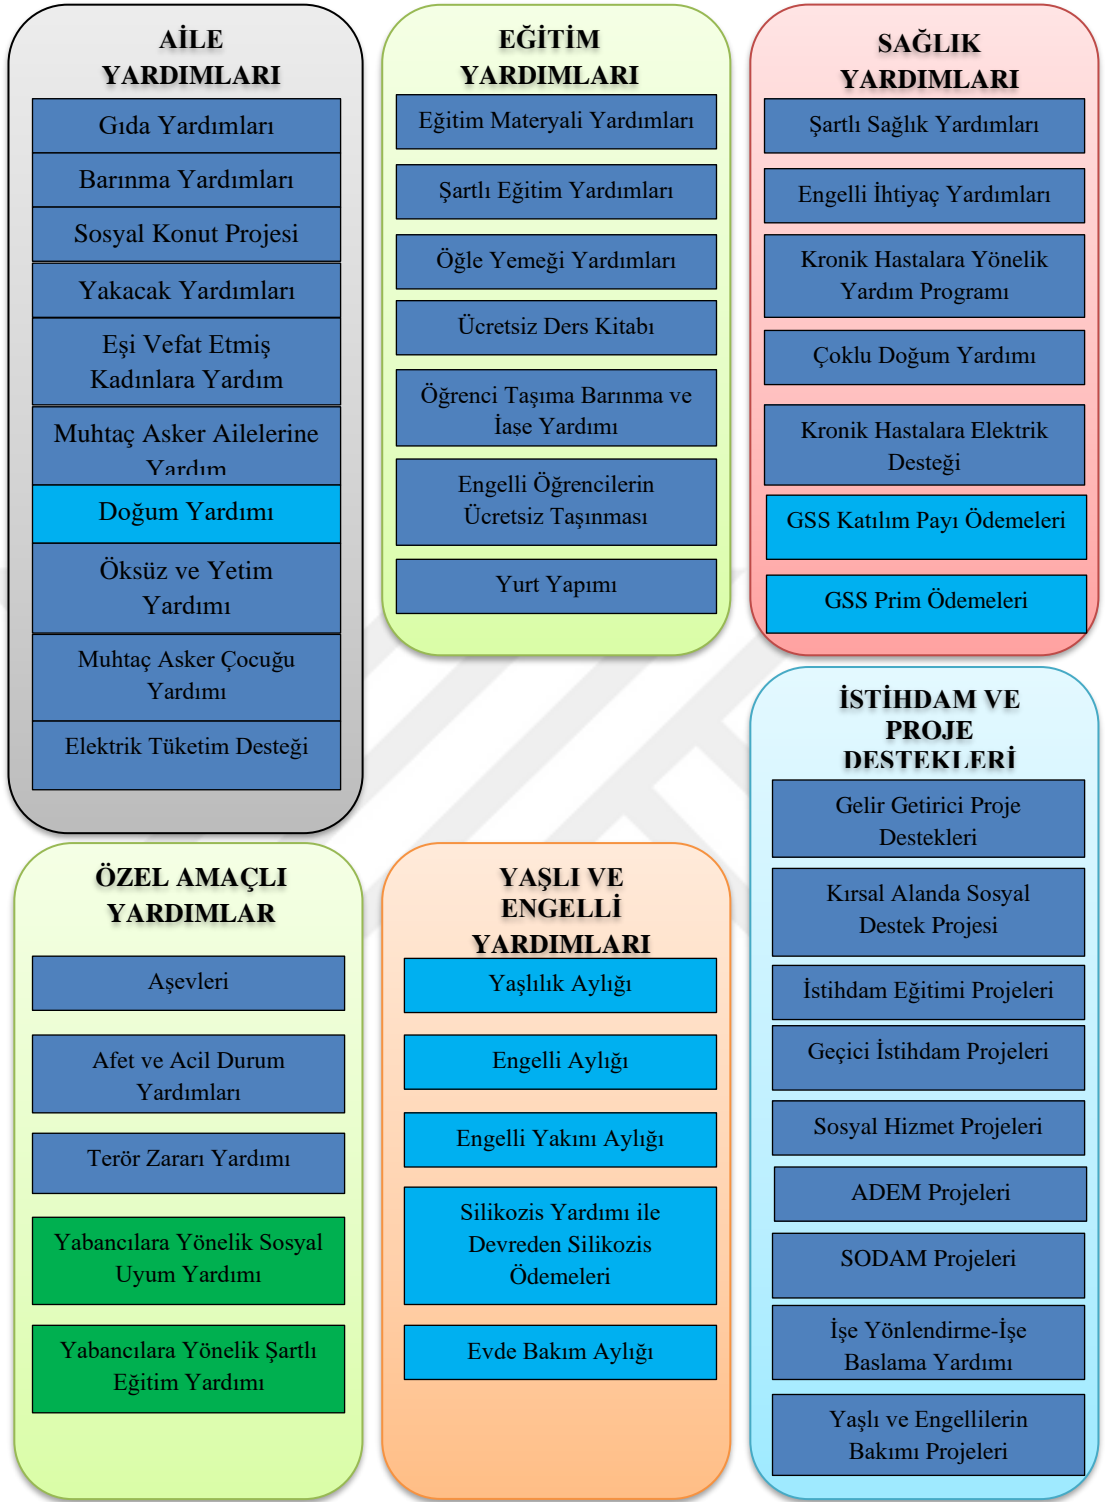 AİLE
YARDIMLARI
Gıda Yardımları
Barınma Yardımları
Sosyal Konut Projesi
Yakacak Yardımları
Eşi Vefat Etmiş
Kadınlara Yardım
Muhtaç Asker Ailelerine
Yardım
Doğum Yardımı
Öksüz ve Yetim
Yardımı
Muhtaç Asker Çocuğu
Yardımı
Elektrik Tüketim Desteği
EĞİTİM
YARDIMLARI
Eğitim Materyali Yardımları
Şartlı Eğitim Yardımları
Öğle Yemeği Yardımları
Ücretsiz Ders Kitabı
Öğrenci Taşıma Barınma ve
İaşe Yardımı
Engelli Öğrencilerin
Ücretsiz Taşınması
Yurt Yapımı
SAĞLIK
YARDIMLARI
Şartlı Sağlık Yardımları
Engelli İhtiyaç Yardımları
Kronik Hastalara Yönelik
Yardım Programı
Çoklu Doğum Yardımı
Kronik Hastalara Elektrik
Desteği
GSS Katılım Payı Ödemeleri
GSS Prim Ödemeleri
ÖZEL AMAÇLI
YARDIMLAR
Aşevleri
Afet ve Acil Durum
Yardımları
Terör Zararı Yardımı
Yabancılara Yönelik Sosyal
Uyum Yardımı
Yabancılara Yönelik Şartlı
Eğitim Yardımı
YAŞLI VE
ENGELLİ
YARDIMLARI
Yaşlılık Aylığı
Engelli Aylığı
Engelli Yakını Aylığı
Silikozis Yardımı ile
Devreden Silikozis
Ödemeleri
Evde Bakım Aylığı
İSTİHDAM VE
PROJE
DESTEKLERİ
Gelir Getirici Proje
Destekleri
Kırsal Alanda Sosyal
Destek Projesi
İstihdam Eğitimi Projeleri
Geçici İstihdam Projeleri
Sosyal Hizmet Projeleri
ADEM Projeleri
SODAM Projeleri
İşe Yönlendirme-İşe
Başlama Yardımı
Yaşlı ve Engellilerin
Bakımı Projeleri